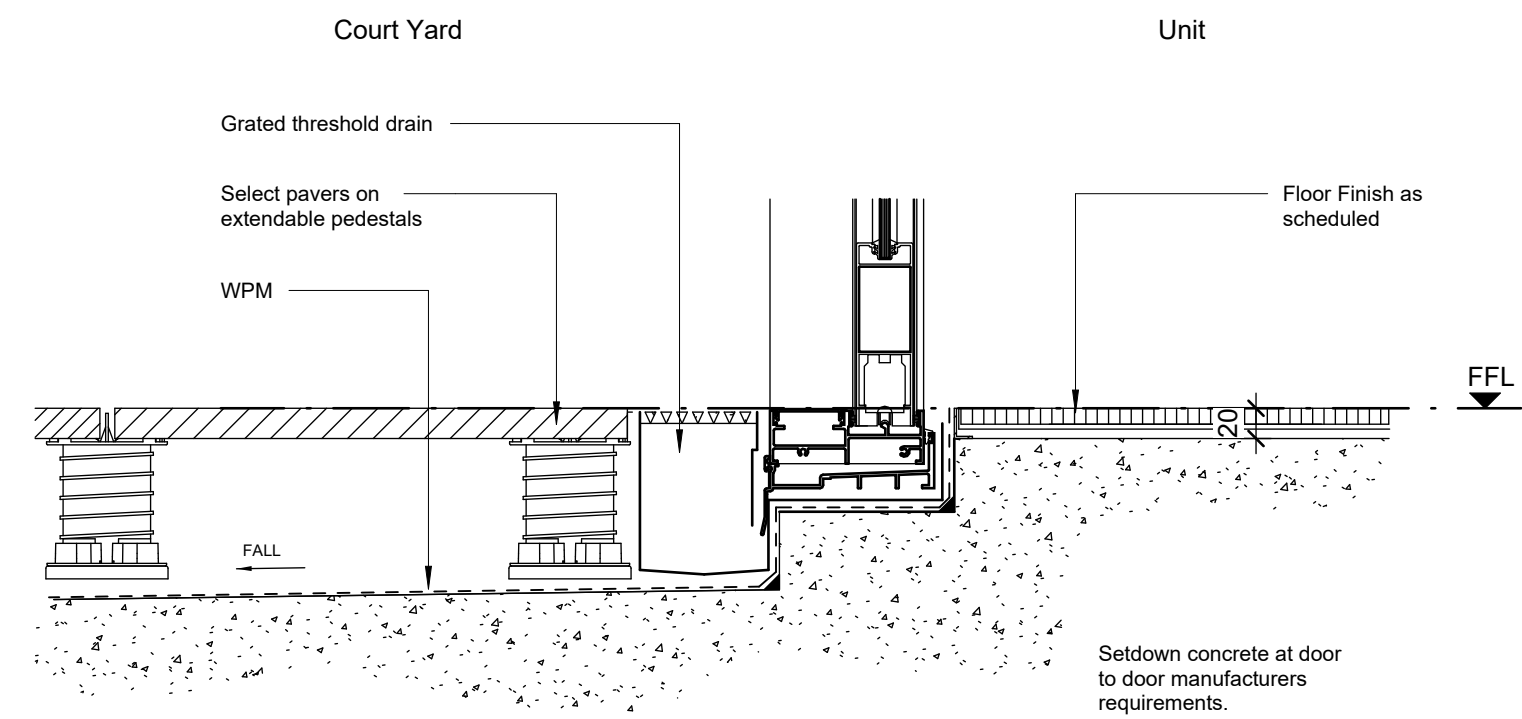 Court Yard
Unit
Grated threshold drain
Select pavers on
extendable pedestals
WPM
Floor Finish as
scheduled
FFL
20
FALL
Setdown concrete at door
to door manufacturers
requirements.